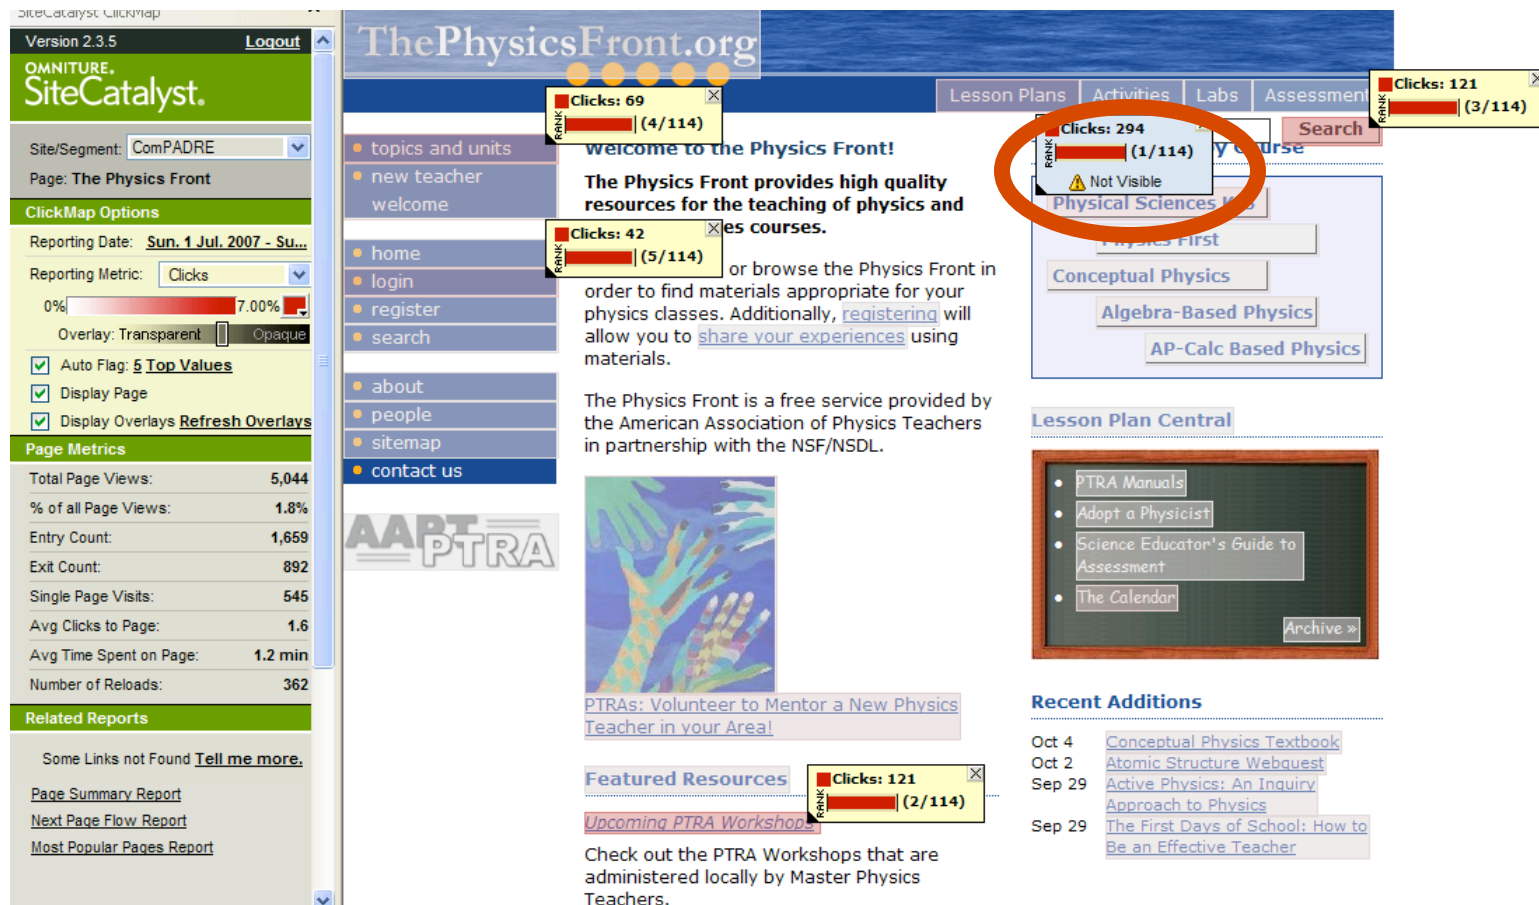 SiteCatalyst ClickMap
Version 2.3.5 Logout
OMNITURE.
SiteCatalyst.
Site/Segment: ComPADRE
Page: The Physics Front
ClickMap Options
Reporting Date: Sun. 1 Jul. 2007 - Su...
Reporting Metric: Clicks
0% 7.00%
Overlay: Transparent Opaque
Auto Flag: 5 Top Values
Display Page
Display Overlays Refresh Overlays
Page Metrics
Total Page Views: 5,044
% of all Page Views: 1.8%
Entry Count: 1,659
Exit Count: 892
Single Page Visits: 545
Avg Clicks to Page: 1.6
Avg Time Spent on Page: 1.2 min
Number of Reloads: 362
Related Reports
Some Links not Found Tell me more.
Page Summary Report
Next Page Flow Report
Most Popular Pages Report
ThePhysicsFront.org
Lesson Plans Activities Labs Assessment
Clicks: 121
RANK (3/114)
Search
Clicks: 69
RANK (4/114)
Clicks: 294
RANK (1/114)
Not Visible
topics and units
new teacher
welcome
home
login
register
search
about
people
sitemap
contact us
AAPT
PTRA
Welcome to the Physics Front!
The Physics Front provides high quality
resources for the teaching of physics and
es courses.
Clicks: 42
RANK (5/114)
or browse the Physics Front in
order to find materials appropriate for your
physics classes. Additionally, registering will
allow you to share your experiences using
materials.
The Physics Front is a free service provided by
the American Association of Physics Teachers
in partnership with the NSF/NSDL.
PTRAs: Volunteer to Mentor a New Physics
Teacher in your Area!
Featured Resources
Clicks: 121
RANK (2/114)
Upcoming PTRA Workshops
Check out the PTRA Workshops that are
administered locally by Master Physics
Teachers.
y Course
Physical Sciences K-8
Physics First
Conceptual Physics
Algebra-Based Physics
AP-Calc Based Physics
Lesson Plan Central
PTRA Manuals
Adopt a Physicist
Science Educator's Guide to
Assessment
The Calendar
Archive »
Recent Additions
Oct 4 Conceptual Physics Textbook
Oct 2 Atomic Structure Webquest
Sep 29 Active Physics: An Inquiry
Approach to Physics
Sep 29 The First Days of School: How to
Be an Effective Teacher